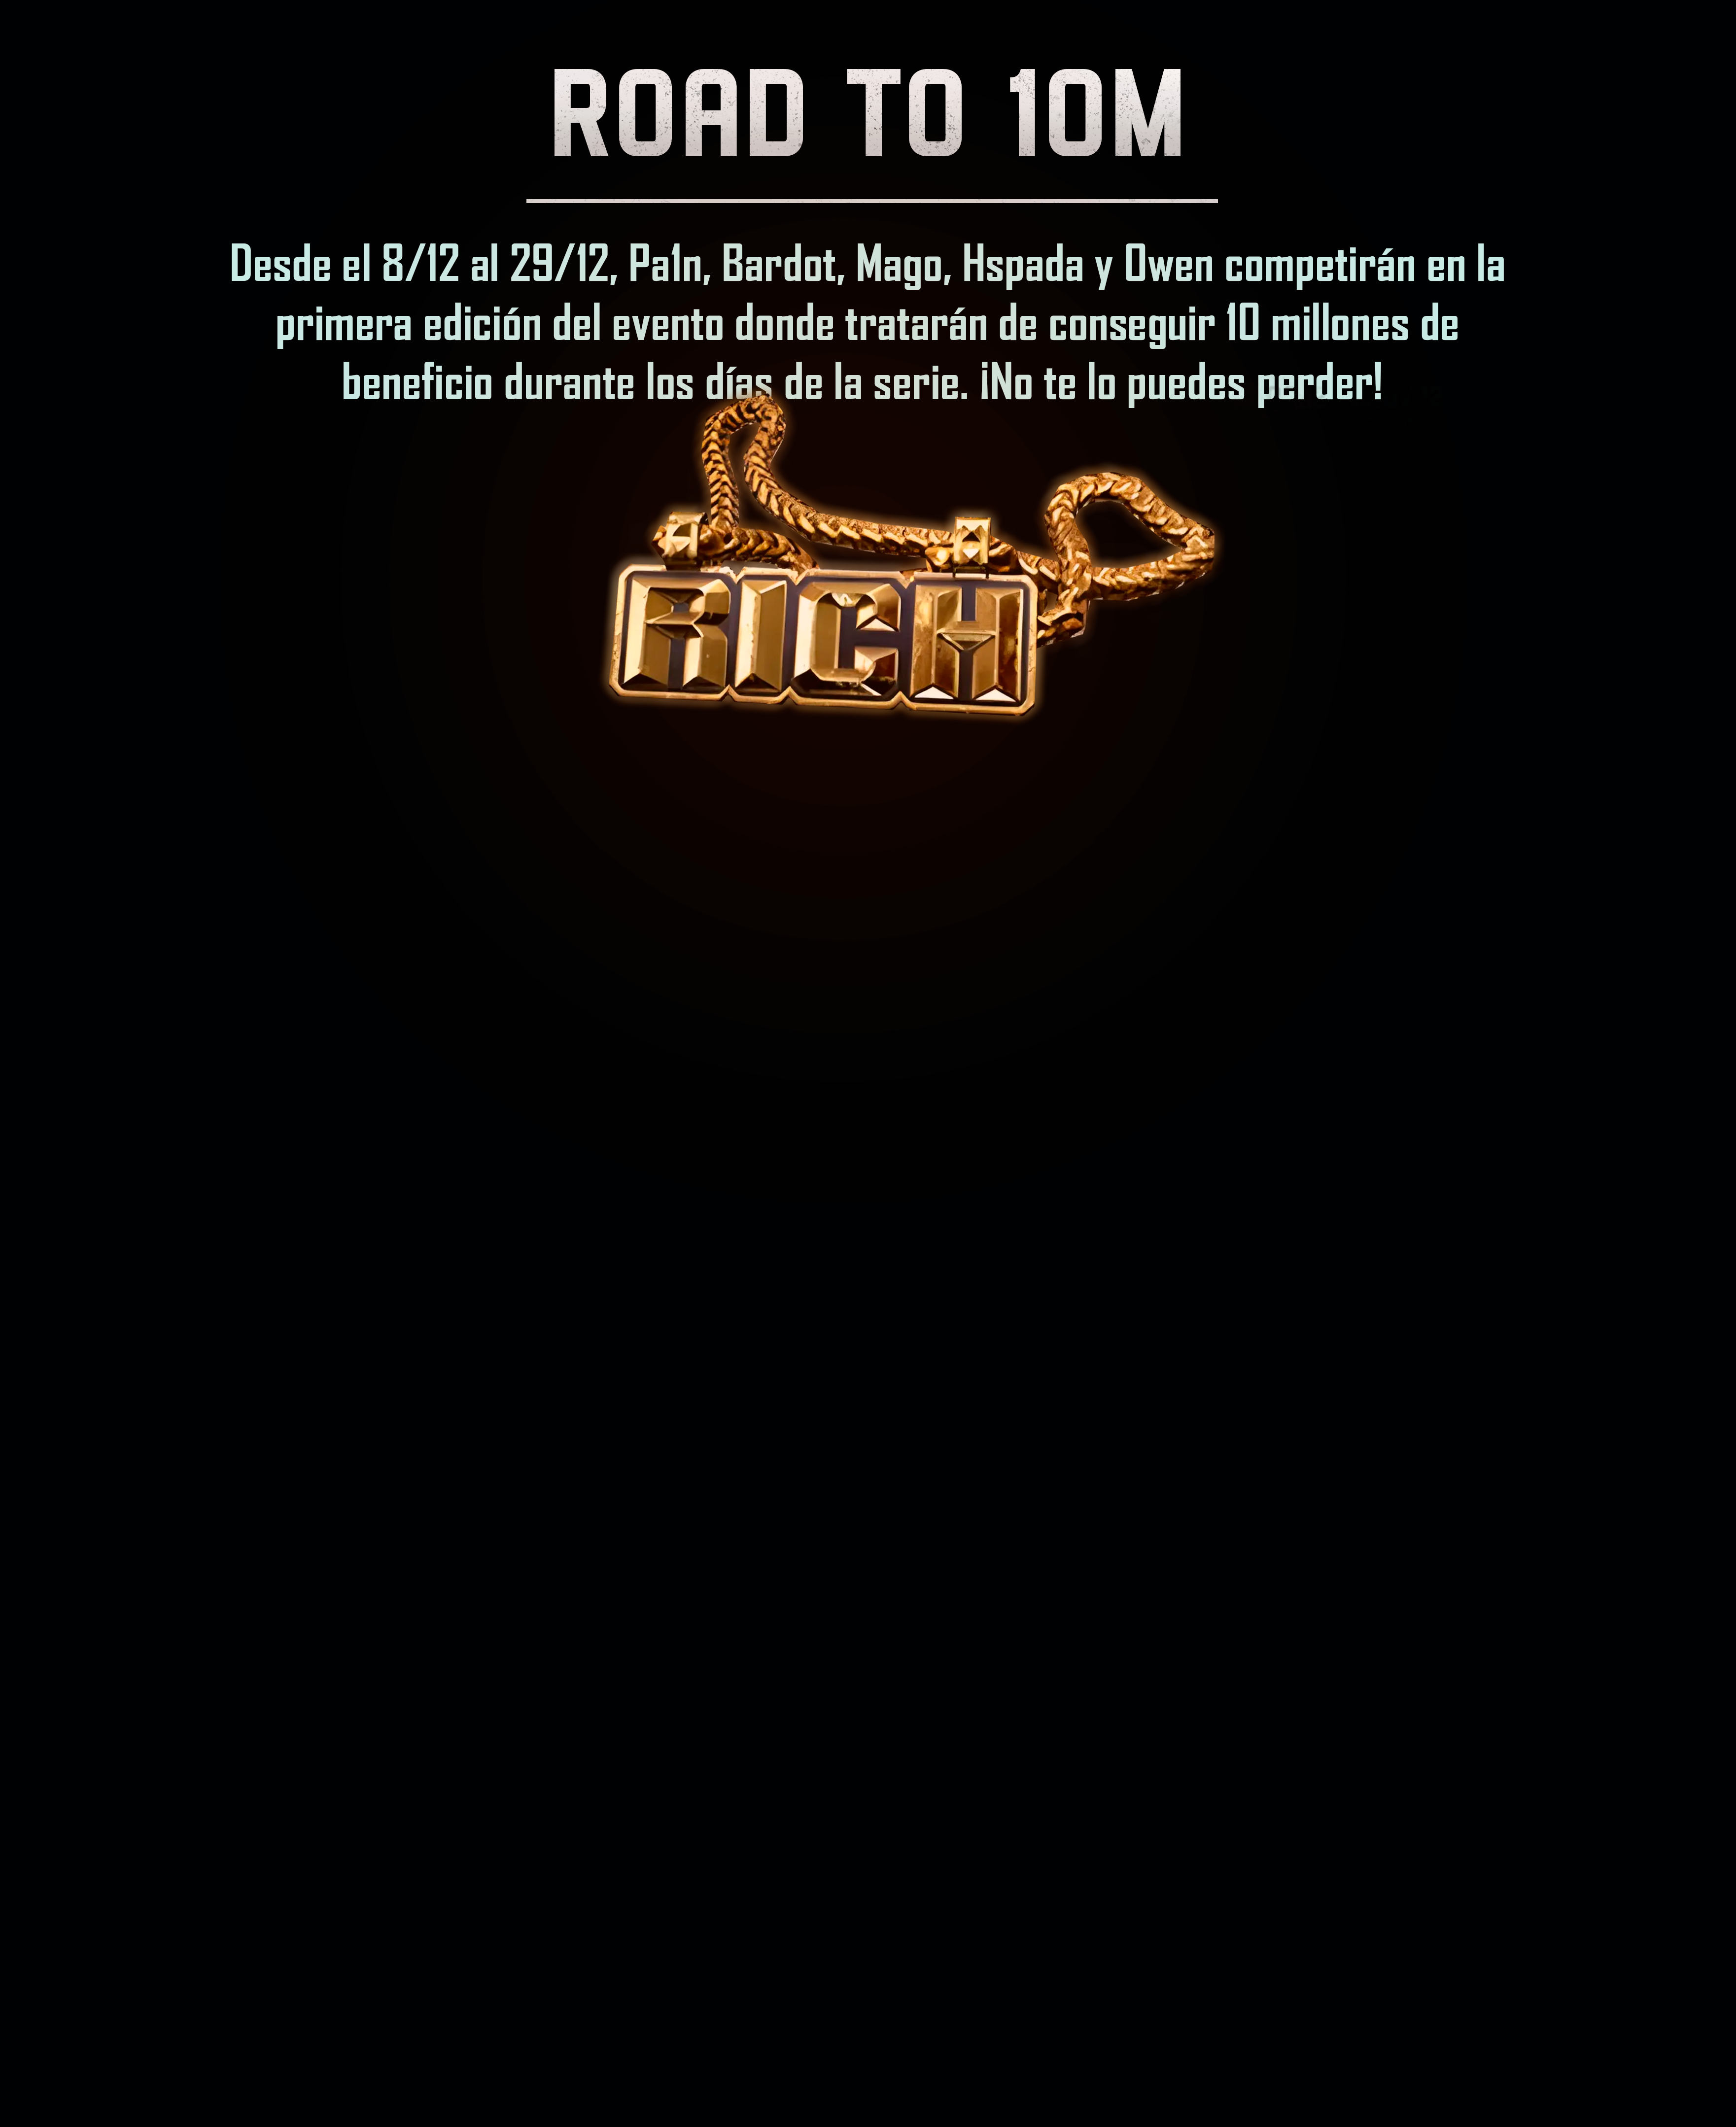 ROAD TO 10M
Desde el 8/12 al 29/12, Pa1n, Bardot, Mago, Hspada y Owen competirán en la
primera edición del evento donde tratarán de conseguir 10 millones de
beneficio durante los días de la serie. ¡No te lo puedes perder!
RICH